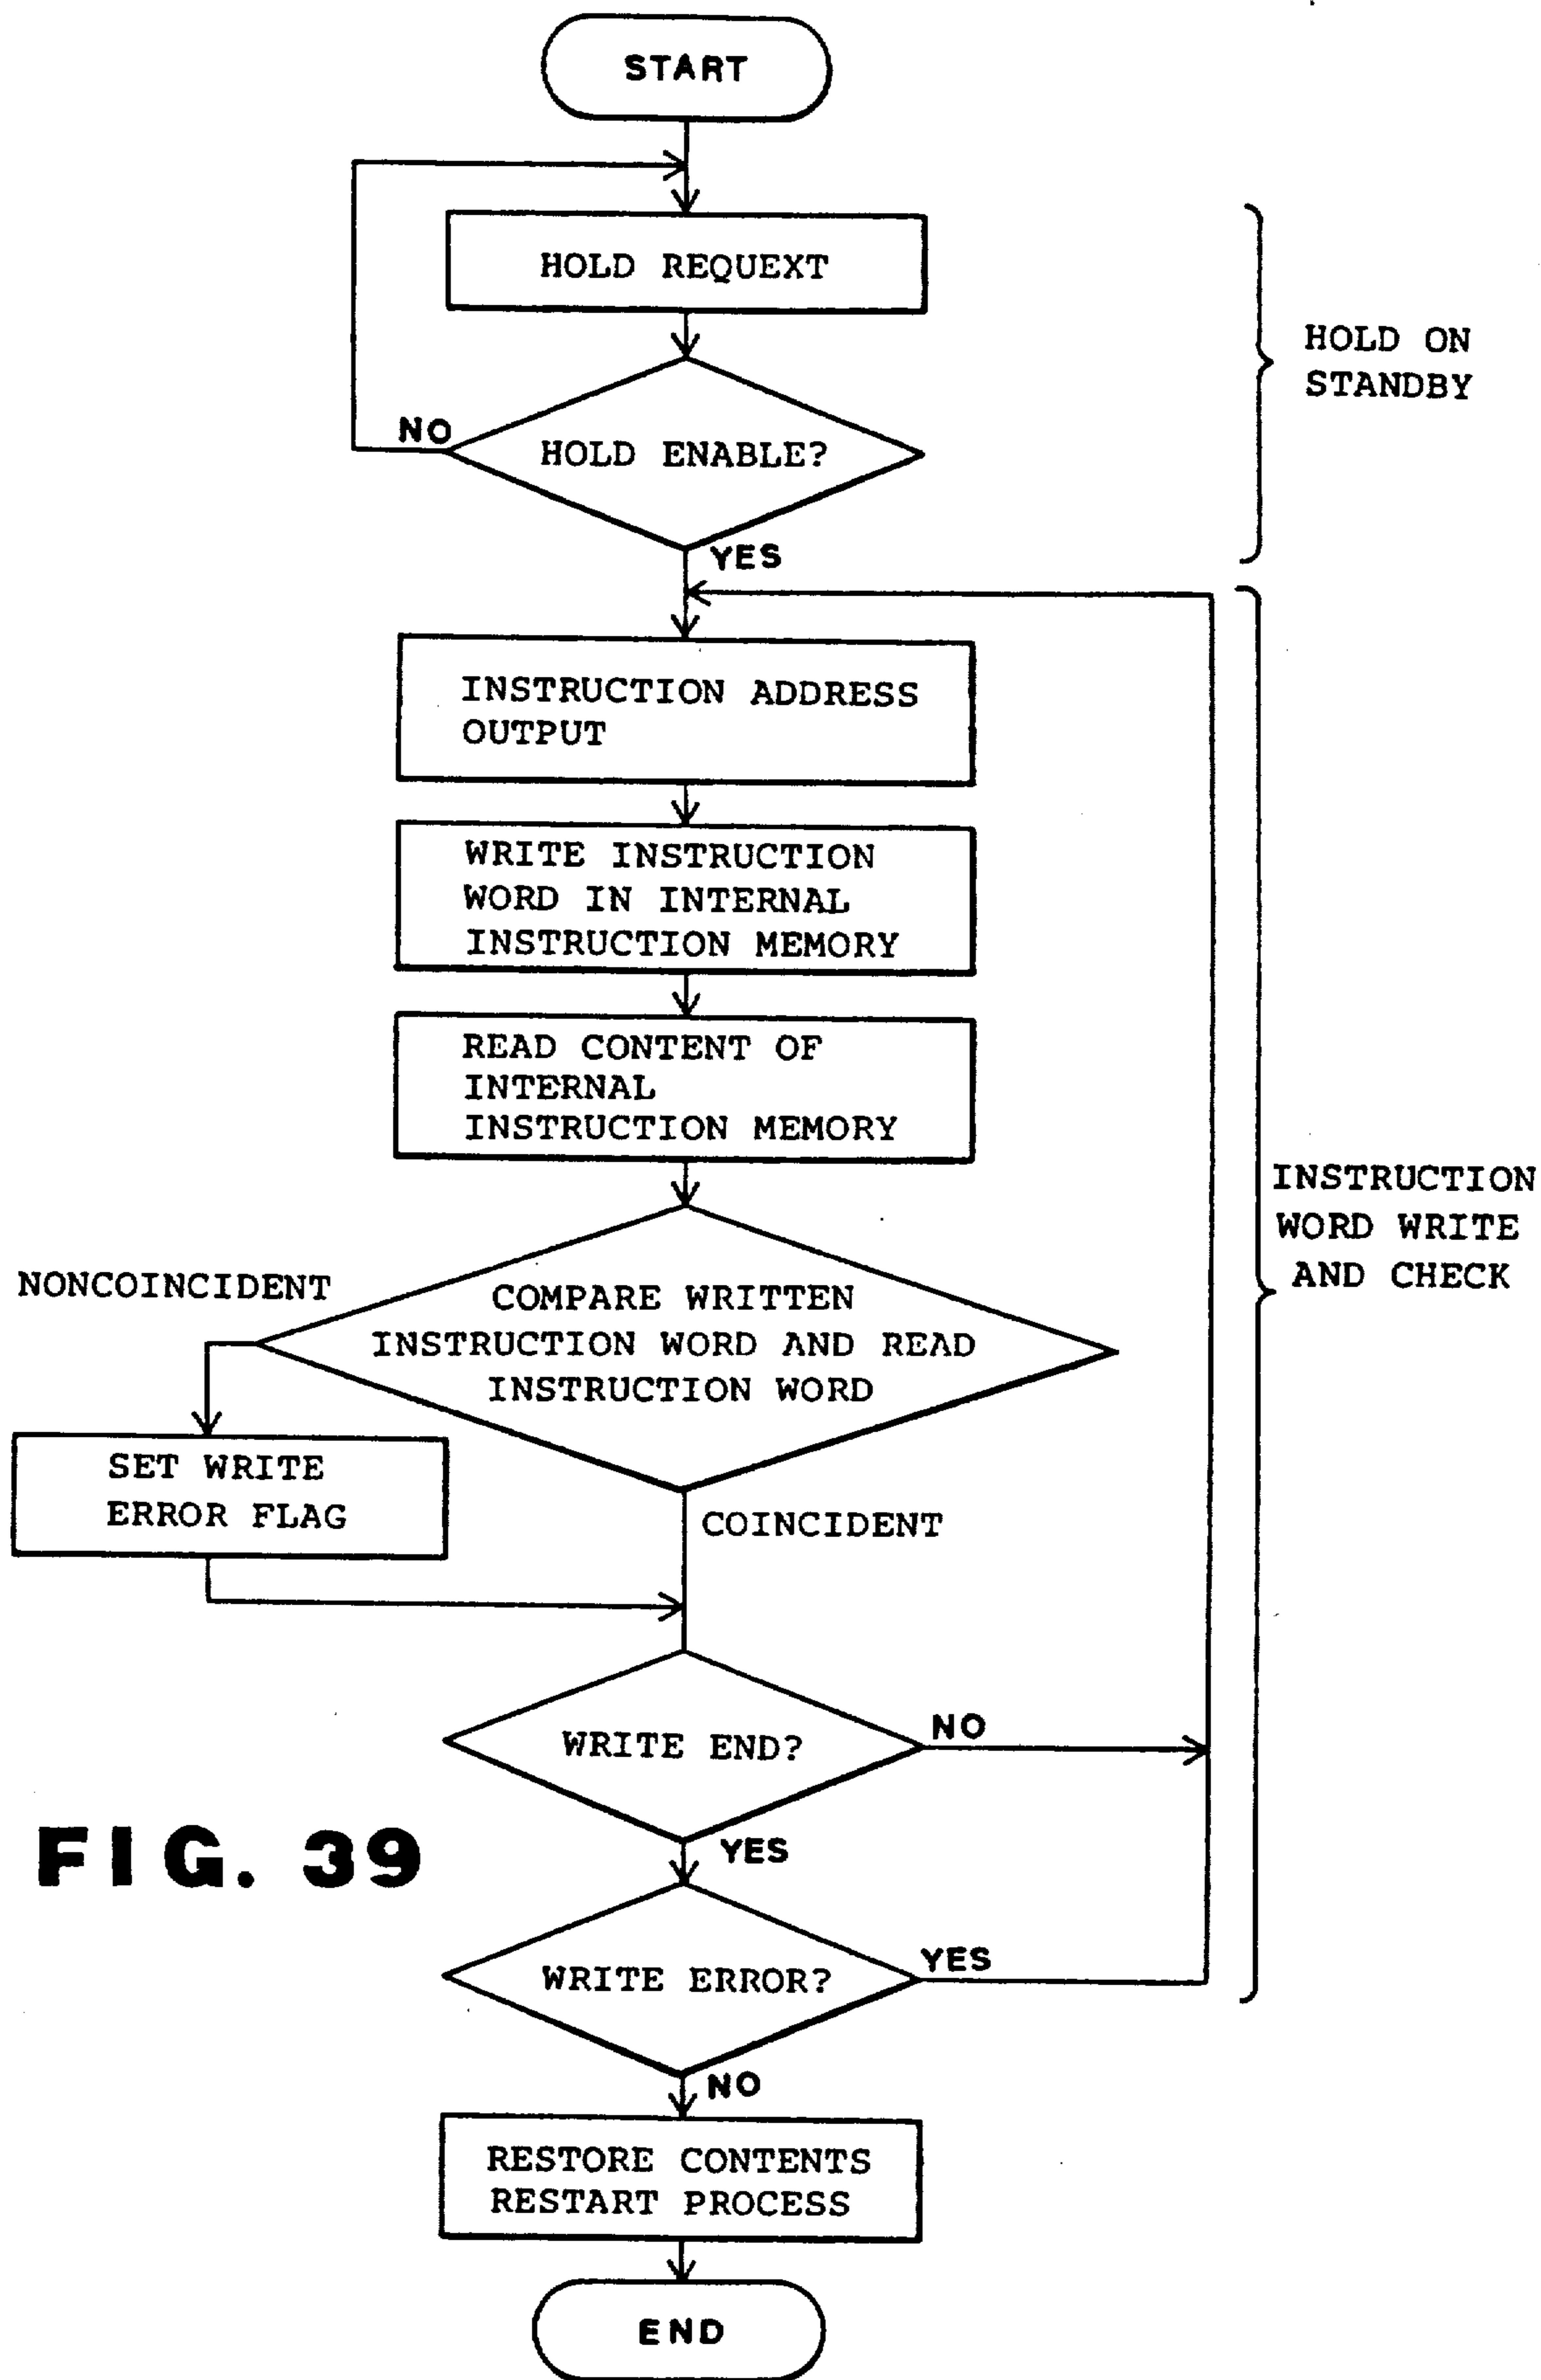 START
HOLD REQUEXT
HOLD ON
STANDBY
NO
HOLD ENABLE?
YES
INSTRUCTION ADDRESS
OUTPUT
WRITE INSTRUCTION
WORD IN INTERNAL
INSTRUCTION MEMORY
READ CONTENT OF
INTERNAL
INSTRUCTION MEMORY
INSTRUCTION
WORD WRITE
AND CHECK
NONCOINCIDENT
COMPARE WRITTEN
INSTRUCTION WORD AND READ
INSTRUCTION WORD
SET WRITE
ERROR FLAG
COINCIDENT
WRITE END?
NO
YES
FIG. 39
WRITE ERROR?
YES
NO
RESTORE CONTENTS
RESTART PROCESS
END